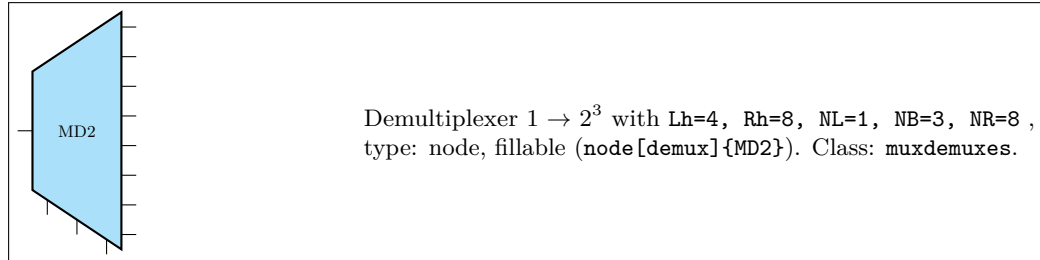 MD2
Demultiplexer 1 → 2³ with Lh=4, Rh=8, NL=1, NB=3, NR=8 ,
type: node, fillable (node[demux]{MD2}). Class: muxdemuxes.